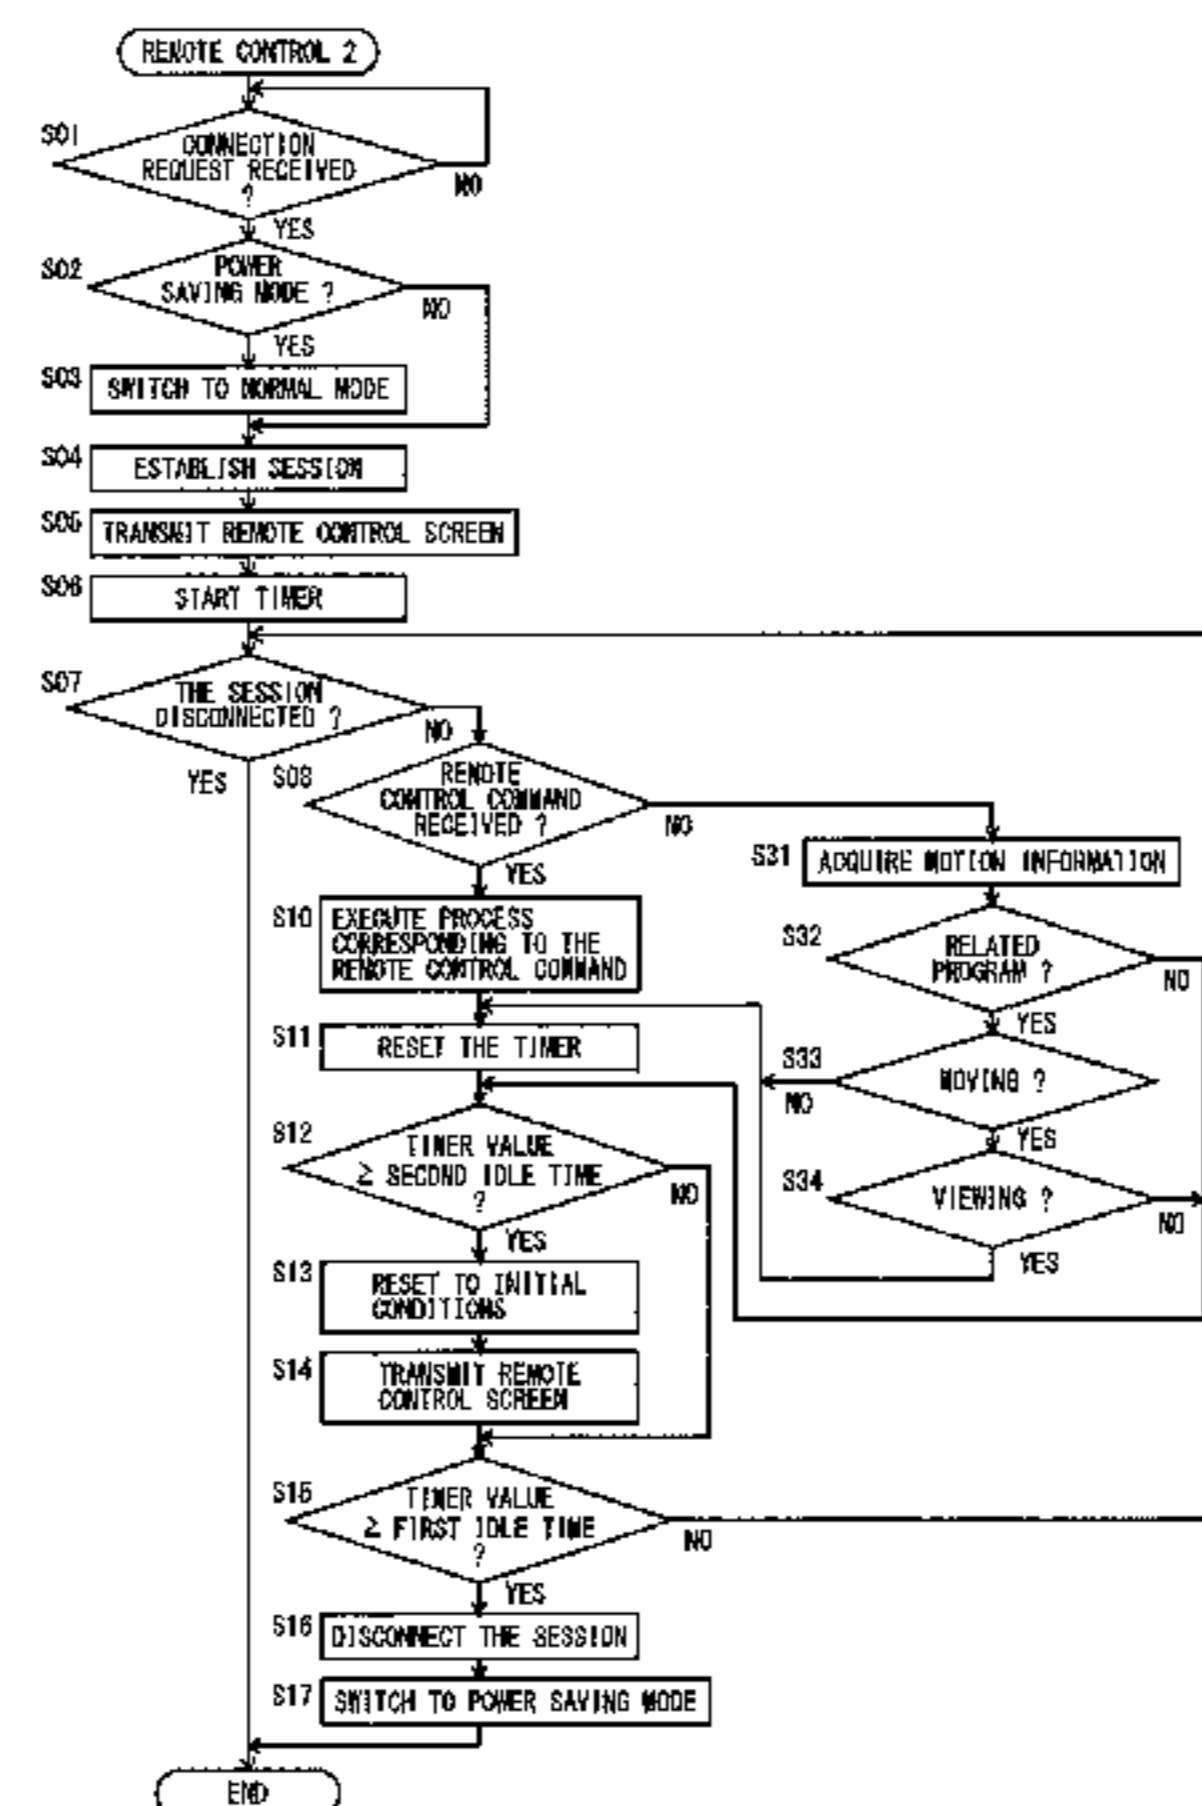 REMOTE CONTROL 2
S01
CONNECTION
REQUEST RECEIVED
?
NO
YES
S02
POWER
SAVING MODE ?
NO
YES
S03
SWITCH TO NORMAL MODE
S04
ESTABLISH SESSION
S05
TRANSMIT REMOTE CONTROL SCREEN
S06
START TIMER
S07
THE SESSION
DISCONNECTED ?
NO
YES
S08
REMOTE
CONTROL COMMAND
RECEIVED ?
NO
YES
S31
ACQUIRE MOTION INFORMATION
S10
EXECUTE PROCESS
CORRESPONDING TO THE
REMOTE CONTROL COMMAND
S32
RELATED
PROGRAM ?
NO
YES
S11
RESET THE TIMER
S33
MOVING ?
NO
YES
S12
TIMER VALUE
≥ SECOND IDLE TIME
?
NO
YES
S34
VIEWING ?
NO
YES
S13
RESET TO INITIAL
CONDITIONS
S14
TRANSMIT REMOTE
CONTROL SCREEN
S15
TIMER VALUE
≥ FIRST IDLE TIME
?
NO
YES
S16
DISCONNECT THE SESSION
S17
SWITCH TO POWER SAVING MODE
END